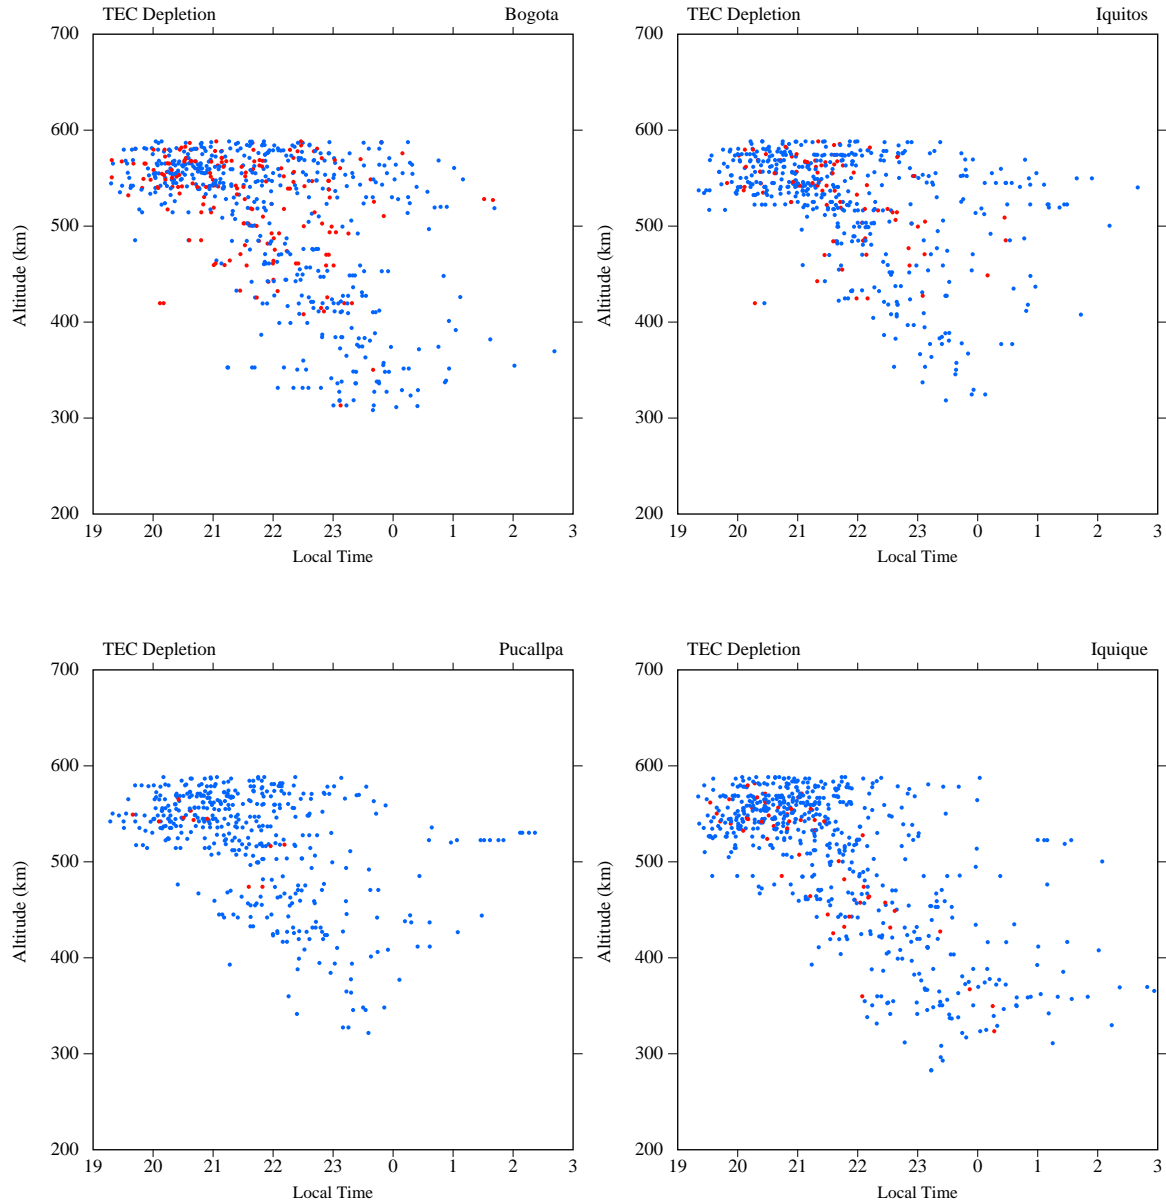 TEC Depletion Bogota
700
600
500
400
300
200
Altitude (km)
19 20 21 22 23 0 1 2 3
Local Time
TEC Depletion Iquitos
700
600
500
400
300
200
Altitude (km)
19 20 21 22 23 0 1 2 3
Local Time
TEC Depletion Pucallpa
700
600
500
400
300
200
Altitude (km)
19 20 21 22 23 0 1 2 3
Local Time
TEC Depletion Iquique
700
600
500
400
300
200
Altitude (km)
19 20 21 22 23 0 1 2 3
Local Time